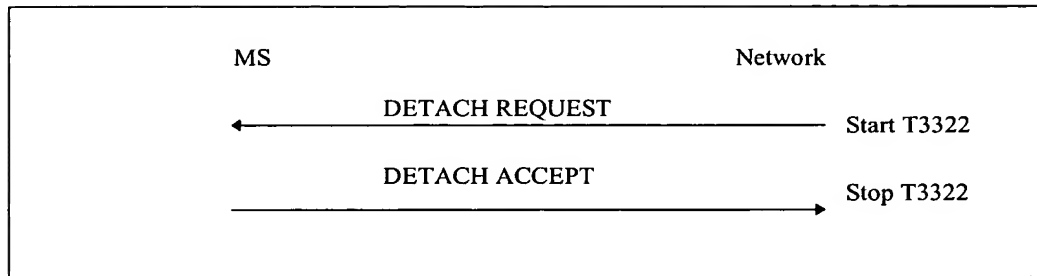 MS Network
DETACH REQUEST
Start T3322
DETACH ACCEPT
Stop T3322